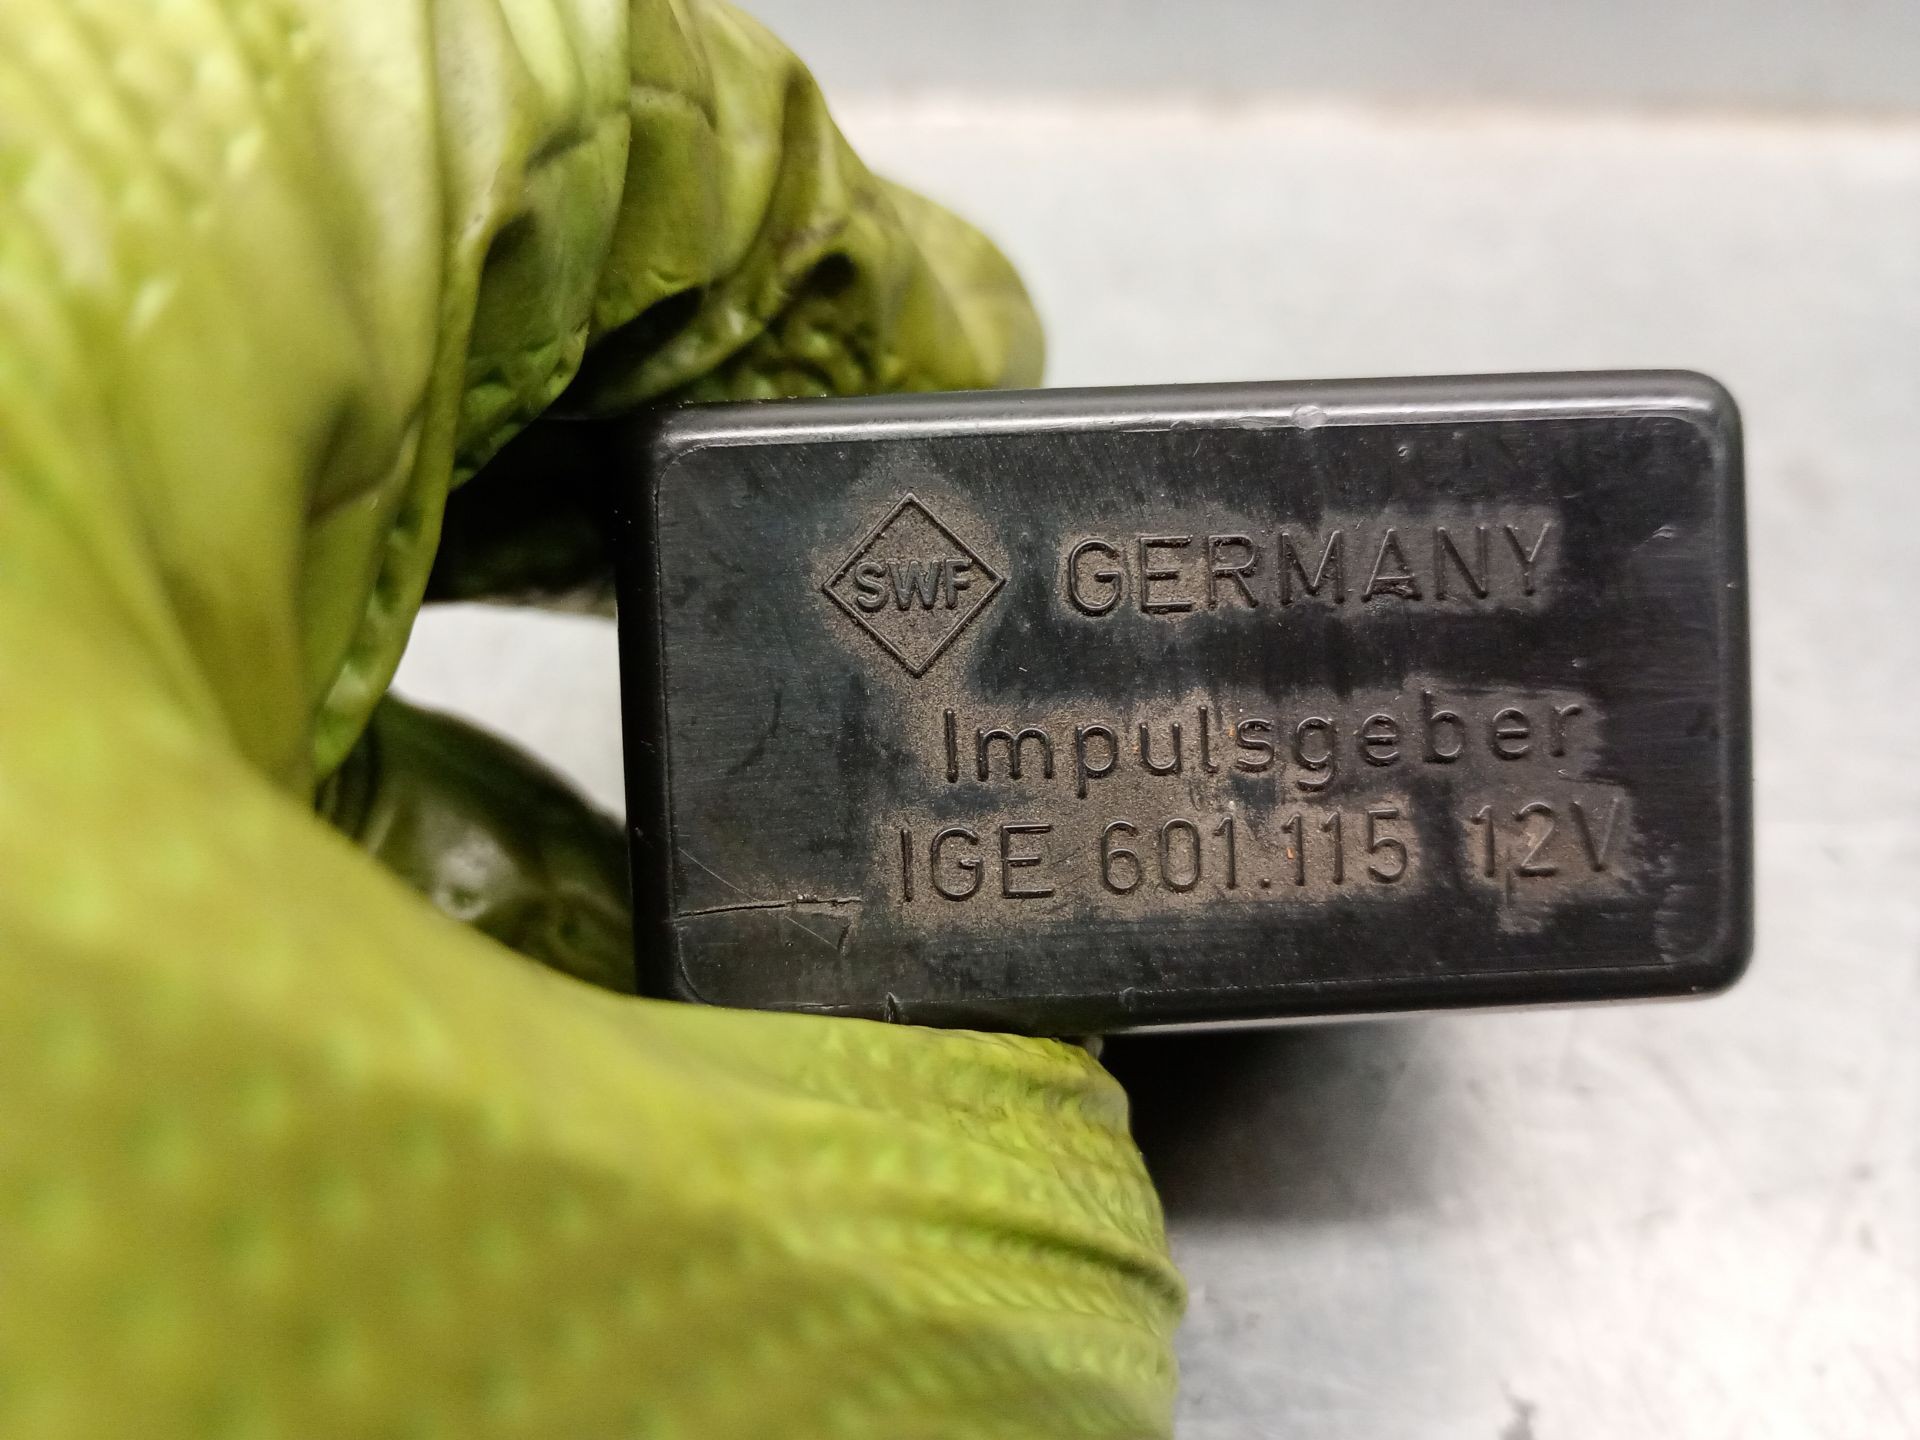 SWF GERMANY
Impulsgeber
IGE 601.115 12V